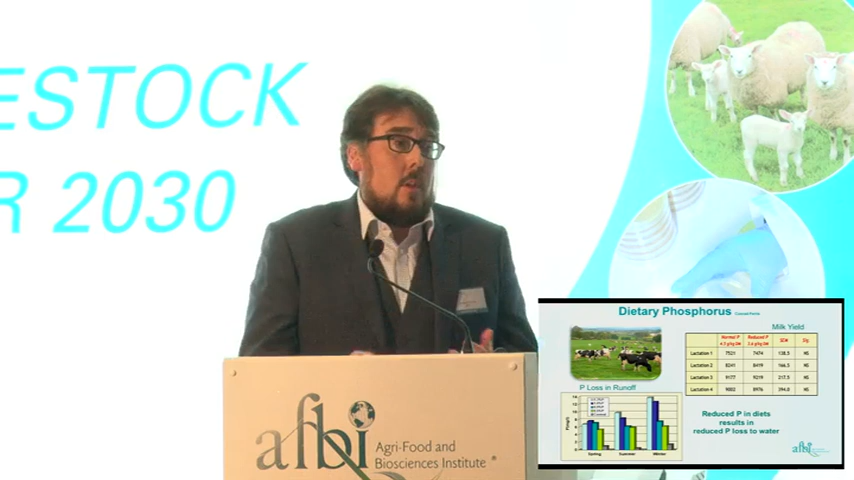 ESTOCK
R 2030
afbi
Agri-Food and
Biosciences Institute
Dietary Phosphorus
Milk Yield
Normal P Reduced P SEM Sig
Lactation 1 7521 7474 138.5 NS
Lactation 2 8241 8419 166.5 NS
Lactation 3 9177 9219 217.5 NS
Lactation 4 9002 8976 294.0 NS
P Loss in Runoff
Spring Summer Winter
Reduced P in diets
results in
reduced P loss to water
afbi